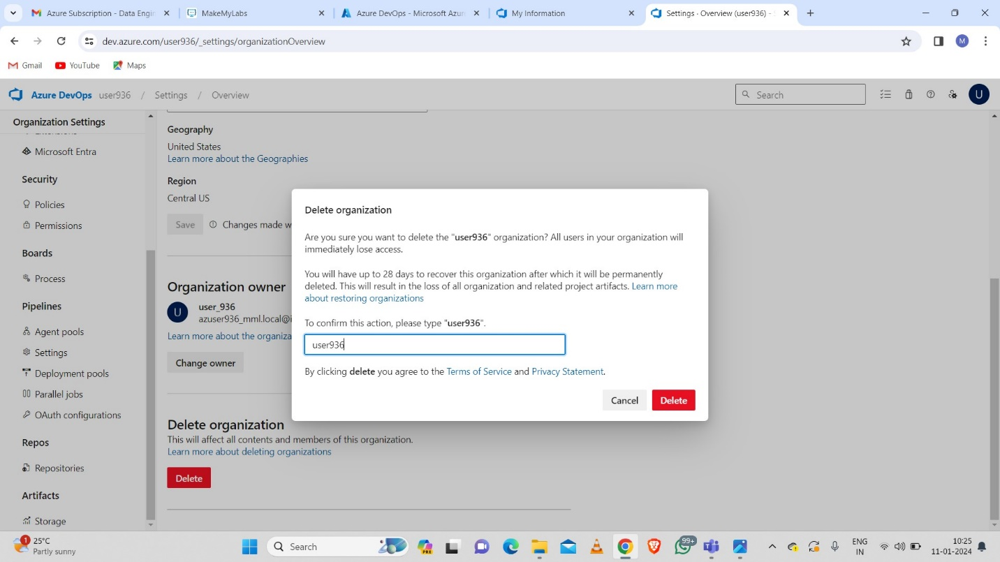 Azure Subscription - Data Engin
MakeMyLabs
Azure DevOps - Microsoft Azur
My Information
Settings · Overview (user936) -
dev.azure.com/user936/_settings/organizationOverview
M
Gmail
YouTube
Maps
Azure DevOps user936 / Settings / Overview
Search
U
Organization Settings
Extensions
Microsoft Entra
Security
Policies
Permissions
Boards
Process
Pipelines
Agent pools
Settings
Deployment pools
Parallel jobs
OAuth configurations
Repos
Repositories
Artifacts
Storage
Geography
United States
Learn more about the Geographies
Region
Central US
Save
Changes made w
Organization owner
U
user_936
azuser936_mml.local@i
Learn more about the organiza
Change owner
Delete organization
This will affect all contents and members of this organization.
Learn more about deleting organizations
Delete
Delete organization
Are you sure you want to delete the "user936" organization? All users in your organization will
immediately lose access.
You will have up to 28 days to recover this organization after which it will be permanently
deleted. This will result in the loss of all organization and related project artifacts. Learn more
about restoring organizations
To confirm this action, please type "user936".
user936
By clicking delete you agree to the Terms of Service and Privacy Statement.
Cancel
Delete
1
25°C
Partly sunny
Search
PRE
99+
ENG
IN
10:25
11-01-2024